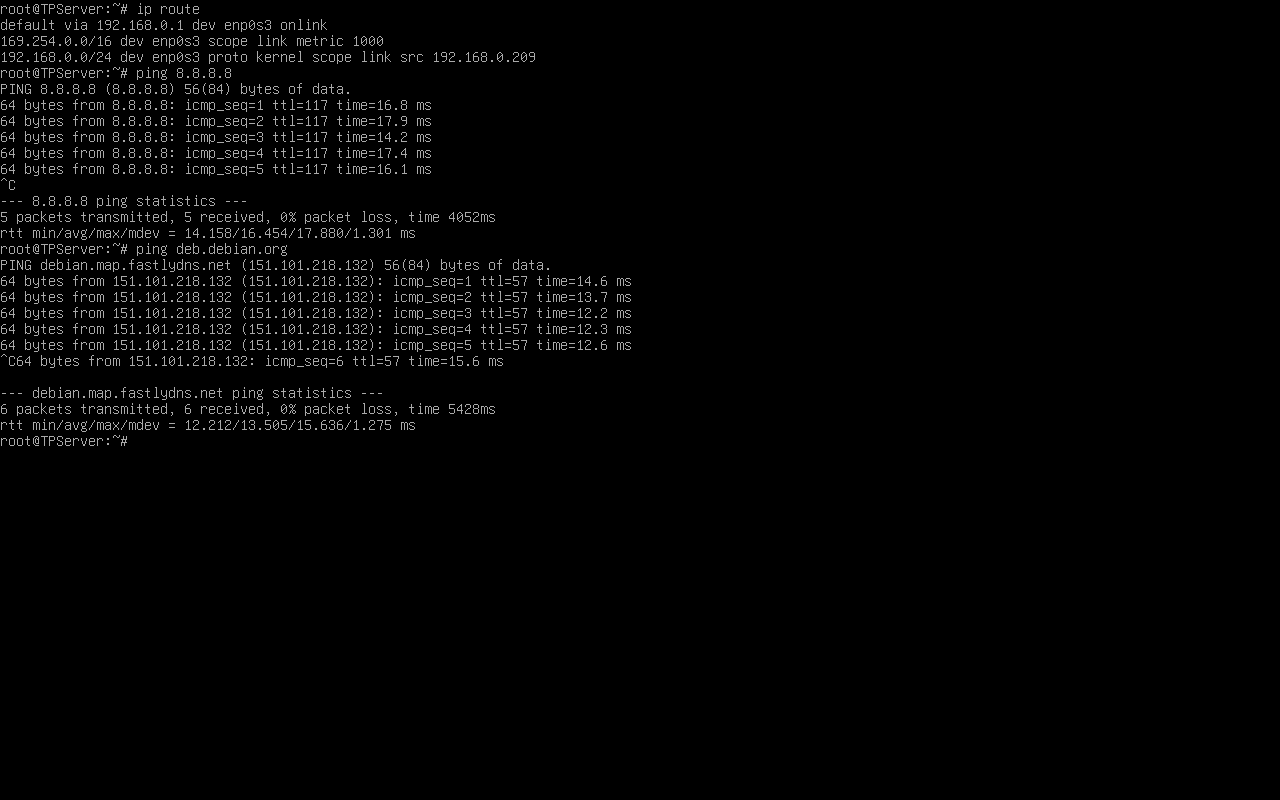 root@TPServer:~# ip route
default via 192.168.0.1 dev enp0s3 onlink
169.254.0.0/16 dev enp0s3 scope link metric 1000
192.168.0.0/24 dev enp0s3 proto kernel scope link src 192.168.0.209
root@TPServer:~# ping 8.8.8.8
PING 8.8.8.8 (8.8.8.8) 56(84) bytes of data.
64 bytes from 8.8.8.8: icmp_seq=1 ttl=117 time=16.8 ms
64 bytes from 8.8.8.8: icmp_seq=2 ttl=117 time=17.9 ms
64 bytes from 8.8.8.8: icmp_seq=3 ttl=117 time=14.2 ms
64 bytes from 8.8.8.8: icmp_seq=4 ttl=117 time=17.4 ms
64 bytes from 8.8.8.8: icmp_seq=5 ttl=117 time=16.1 ms
^C
--- 8.8.8.8 ping statistics ---
5 packets transmitted, 5 received, 0% packet loss, time 4052ms
rtt min/avg/max/mdev = 14.158/16.454/17.880/1.301 ms
root@TPServer:~# ping deb.debian.org
PING debian.map.fastlydns.net (151.101.218.132) 56(84) bytes of data.
64 bytes from 151.101.218.132 (151.101.218.132): icmp_seq=1 ttl=57 time=14.6 ms
64 bytes from 151.101.218.132 (151.101.218.132): icmp_seq=2 ttl=57 time=13.7 ms
64 bytes from 151.101.218.132 (151.101.218.132): icmp_seq=3 ttl=57 time=12.2 ms
64 bytes from 151.101.218.132 (151.101.218.132): icmp_seq=4 ttl=57 time=12.3 ms
64 bytes from 151.101.218.132 (151.101.218.132): icmp_seq=5 ttl=57 time=12.6 ms
^C64 bytes from 151.101.218.132: icmp_seq=6 ttl=57 time=15.6 ms
--- debian.map.fastlydns.net ping statistics ---
6 packets transmitted, 6 received, 0% packet loss, time 5428ms
rtt min/avg/max/mdev = 12.212/13.505/15.636/1.275 ms
root@TPServer:~#